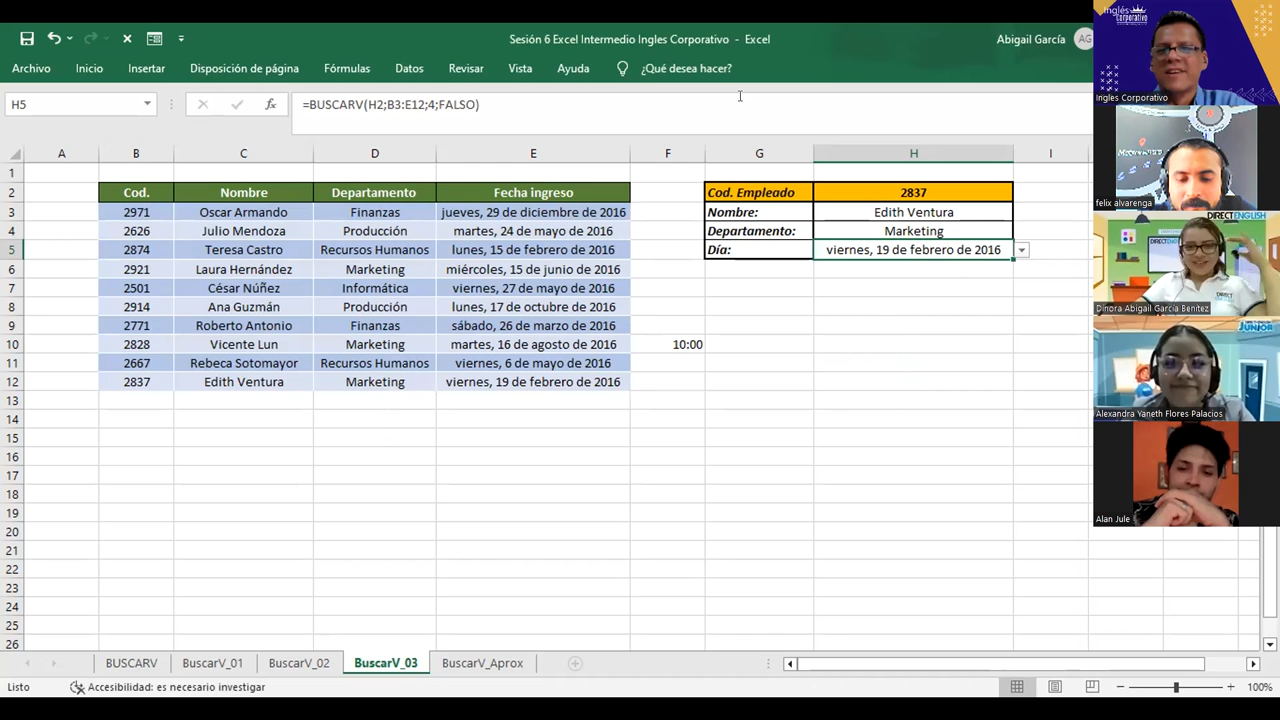 Sesión 6 Excel Intermedio Ingles Corporativo - Excel
Abigail García
AG
Archivo Inicio Insertar Disposición de página Fórmulas Datos Revisar Vista Ayuda ¿Qué desea hacer?
H5 fx =BUSCARV(H2;B3:E12;4;FALSO)
A B C D E F G H I
1
2 Cod. Nombre Departamento Fecha ingreso Cod. Empleado 2837
3 2971 Oscar Armando Finanzas jueves, 29 de diciembre de 2016 Nombre: Edith Ventura
4 2626 Julio Mendoza Producción martes, 24 de mayo de 2016 Departamento: Marketing
5 2874 Teresa Castro Recursos Humanos lunes, 15 de febrero de 2016 Día: viernes, 19 de febrero de 2016
6 2921 Laura Hernández Marketing miércoles, 15 de junio de 2016
7 2501 César Núñez Informática viernes, 27 de mayo de 2016
8 2914 Ana Guzmán Producción lunes, 17 de octubre de 2016
9 2771 Roberto Antonio Finanzas sábado, 26 de marzo de 2016
10 2828 Vicente Lun Marketing martes, 16 de agosto de 2016 10:00
11 2667 Rebeca Sotomayor Recursos Humanos viernes, 6 de mayo de 2016
12 2837 Edith Ventura Marketing viernes, 19 de febrero de 2016
13
14
15
16
17
18
19
20
21
22
23
24
25
26
BUSCARV BuscarV_01 BuscarV_02 BuscarV_03 BuscarV_Aprox
Listo Accesibilidad: es necesario investigar 100%
Inglés
Corporativo
Ingles Corporativo
felix alvarenga
DIRECT ENGLISH
DIRECT
Dinora Abigail García Benítez
JUNIOR
Alexandra Yaneth Flores Palacios
Alan Jule